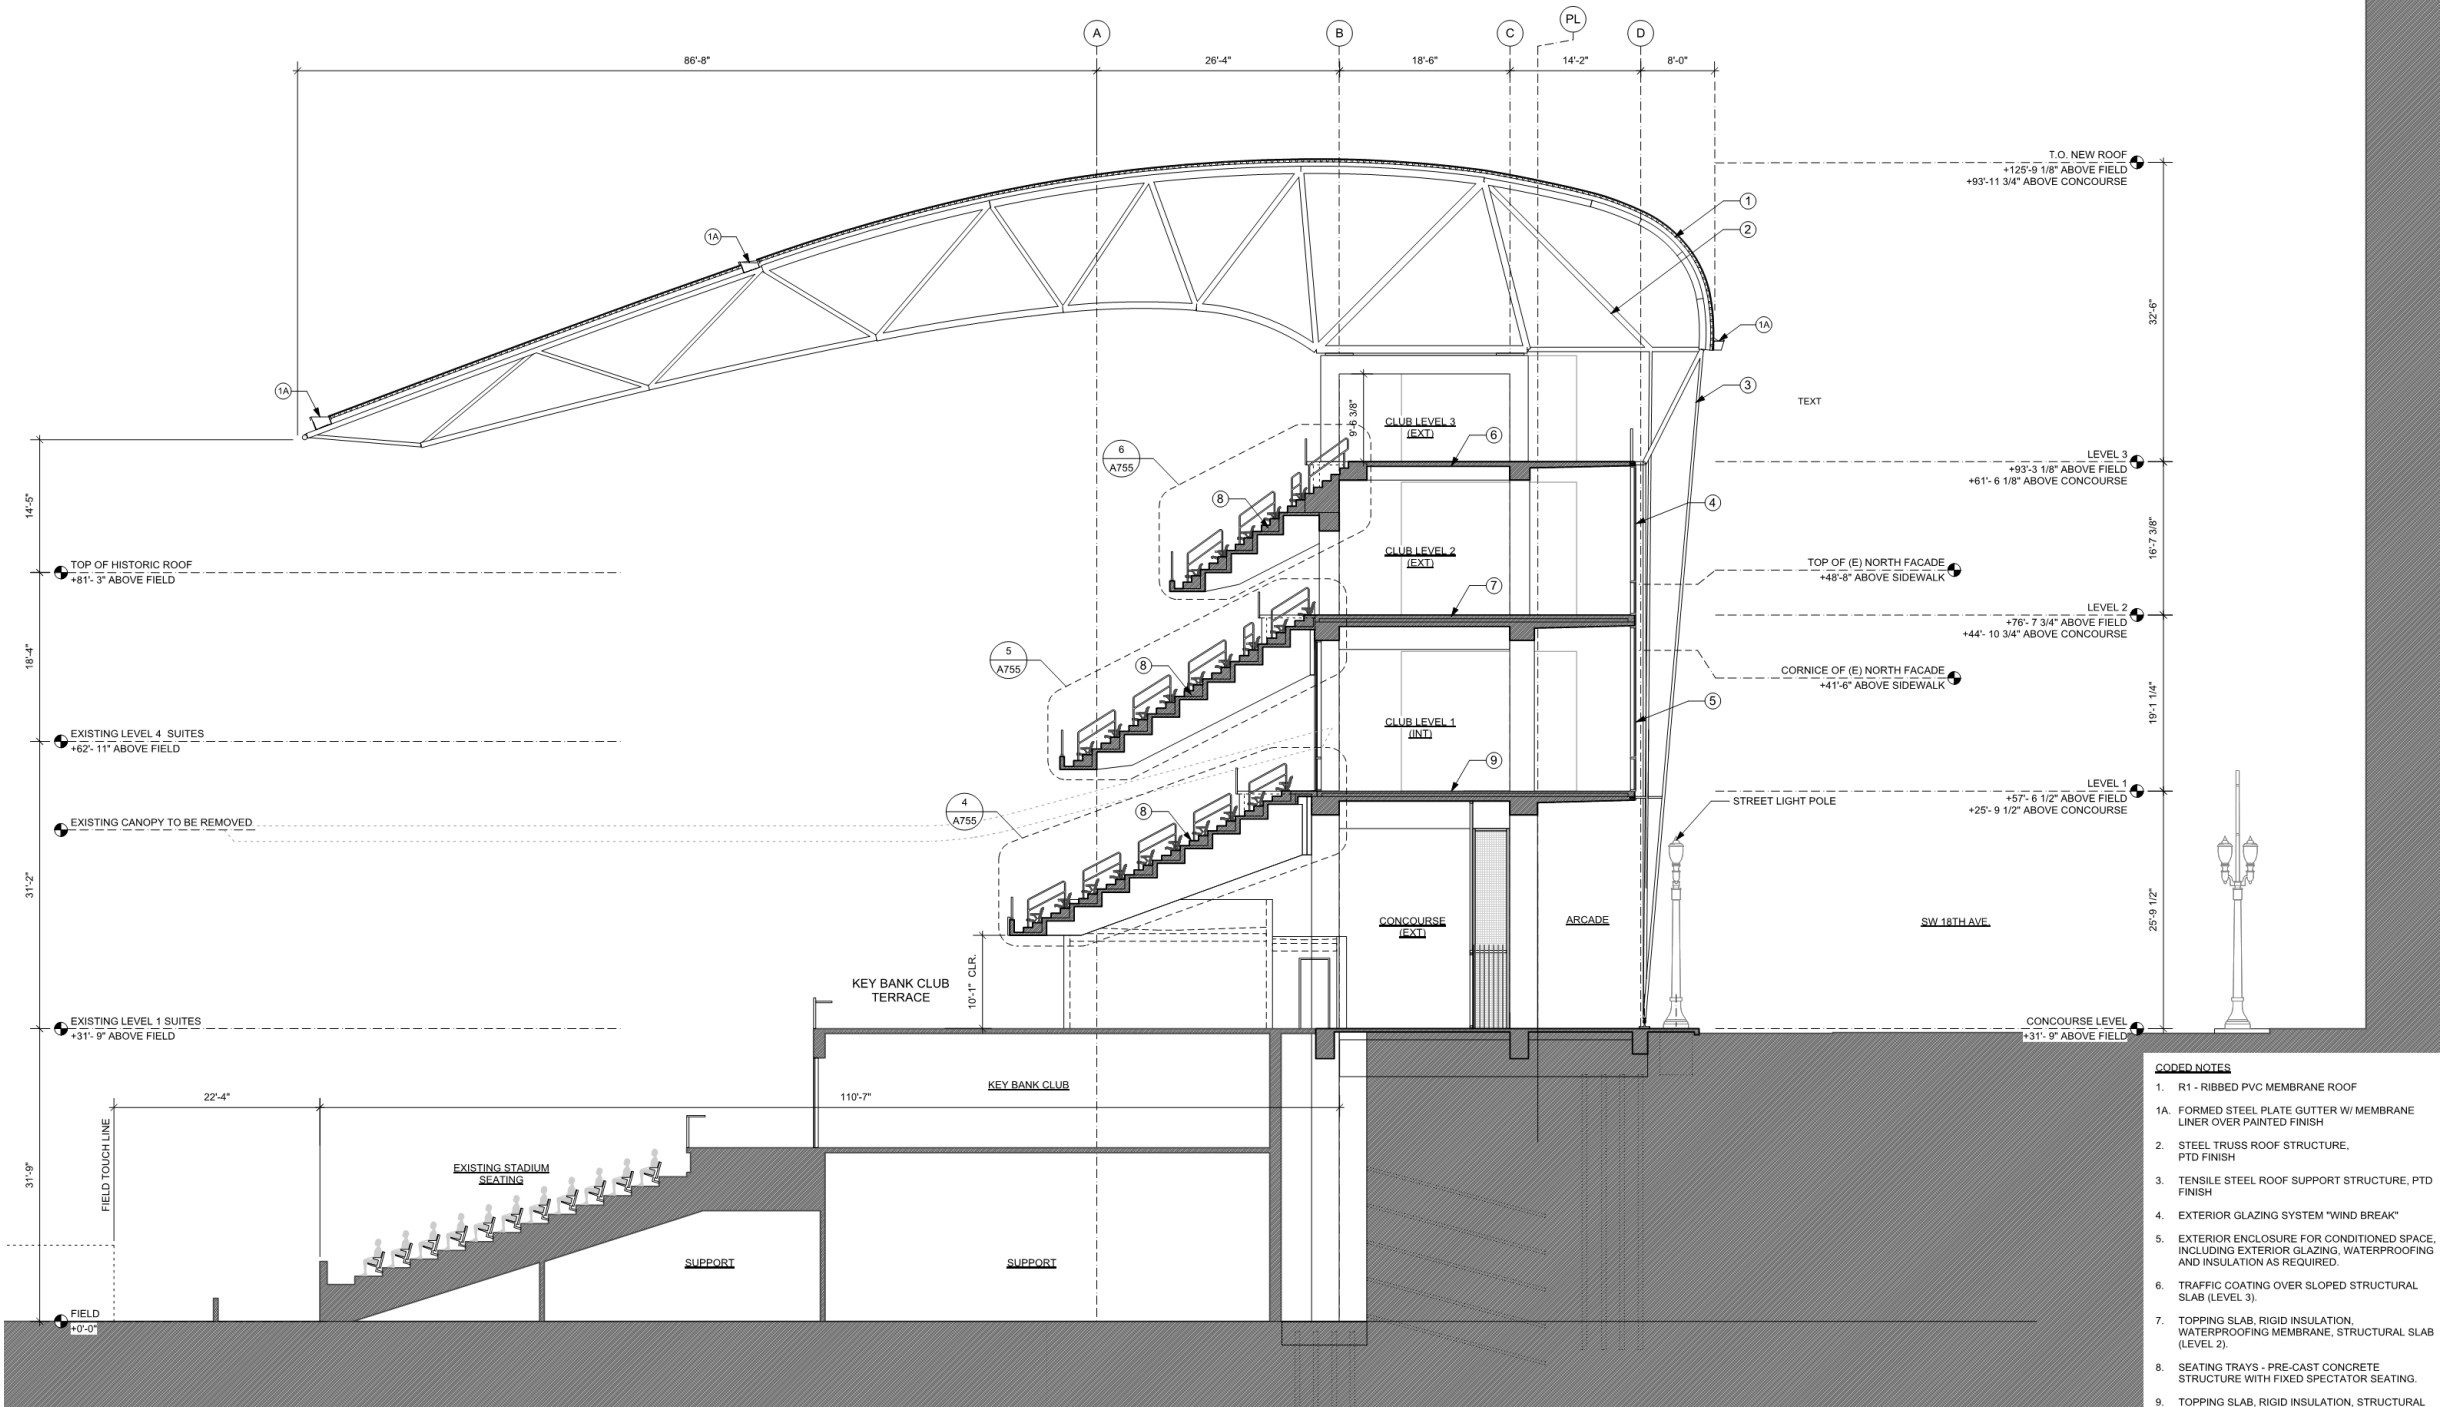 PL
A
B
C
D
86'-8"
26'-4"
18'-6"
14'-2"
8'-0"
T.O. NEW ROOF
+125'-9 1/8" ABOVE FIELD
+93'-11 3/4" ABOVE CONCOURSE
1
2
1A
1A
1A
32'-6"
3
TEXT
9'-6 3/8"
CLUB LEVEL 3
(EXT)
6
6
A755
LEVEL 3
+93'-3 1/8" ABOVE FIELD
+61'- 6 1/8" ABOVE CONCOURSE
14'-5"
8
4
CLUB LEVEL 2
(EXT)
16'-7 3/8"
TOP OF HISTORIC ROOF
+81'- 3" ABOVE FIELD
TOP OF (E) NORTH FACADE
+48'-8" ABOVE SIDEWALK
7
LEVEL 2
+76'- 7 3/4" ABOVE FIELD
+44'- 10 3/4" ABOVE CONCOURSE
18'-4"
5
A755
8
CORNICE OF (E) NORTH FACADE
+41'-6" ABOVE SIDEWALK
5
19'-1 1/4"
CLUB LEVEL 1
(INT)
EXISTING LEVEL 4 SUITES
+62'- 11" ABOVE FIELD
9
LEVEL 1
+57'- 6 1/2" ABOVE FIELD
+25'- 9 1/2" ABOVE CONCOURSE
STREET LIGHT POLE
4
A755
8
EXISTING CANOPY TO BE REMOVED
31'-2"
CONCOURSE
(EXT)
ARCADE
SW 18TH AVE.
25'-9 1/2"
KEY BANK CLUB
TERRACE
10'-1" CLR.
EXISTING LEVEL 1 SUITES
+31'- 9" ABOVE FIELD
CONCOURSE LEVEL
+31'- 9" ABOVE FIELD
KEY BANK CLUB
22'-4"
110'-7"
FIELD TOUCH LINE
31'-9"
EXISTING STADIUM
SEATING
SUPPORT
SUPPORT
FIELD
+0'-0"
CODED NOTES
1. R1 - RIBBED PVC MEMBRANE ROOF
1A. FORMED STEEL PLATE GUTTER W/ MEMBRANE
LINER OVER PAINTED FINISH
2. STEEL TRUSS ROOF STRUCTURE,
PTD FINISH
3. TENSILE STEEL ROOF SUPPORT STRUCTURE, PTD
FINISH
4. EXTERIOR GLAZING SYSTEM "WIND BREAK"
5. EXTERIOR ENCLOSURE FOR CONDITIONED SPACE,
INCLUDING EXTERIOR GLAZING, WATERPROOFING
AND INSULATION AS REQUIRED.
6. TRAFFIC COATING OVER SLOPED STRUCTURAL
SLAB (LEVEL 3).
7. TOPPING SLAB, RIGID INSULATION,
WATERPROOFING MEMBRANE, STRUCTURAL SLAB
(LEVEL 2).
8. SEATING TRAYS - PRE-CAST CONCRETE
STRUCTURE WITH FIXED SPECTATOR SEATING.
9. TOPPING SLAB, RIGID INSULATION, STRUCTURAL